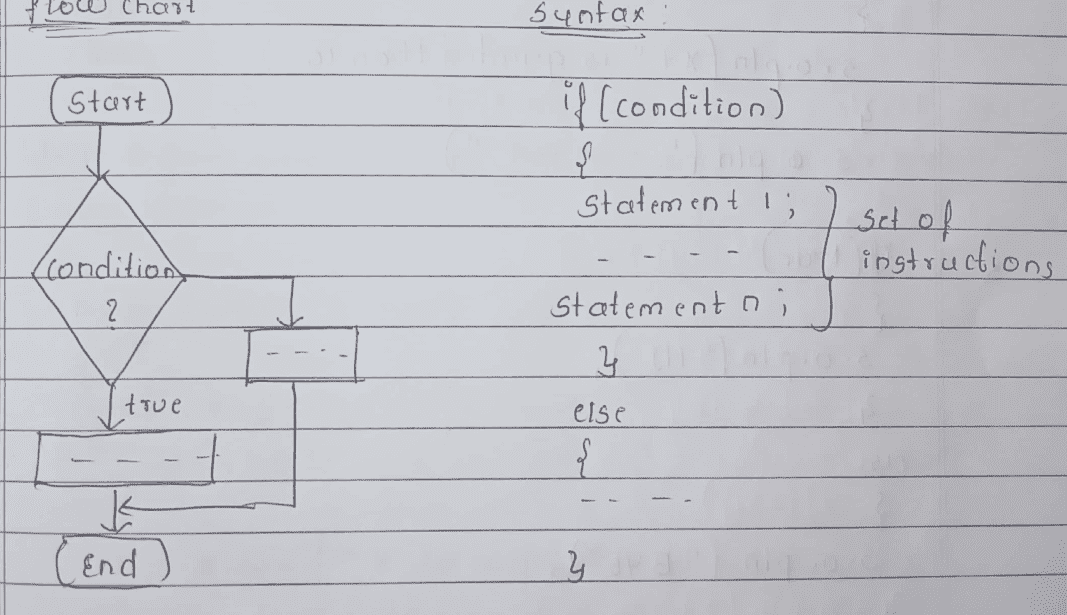 flow chart
Start
condition
?
true
- - - -
- - - -
End
Syntax :
if (condition)
{
Statement 1 ;
- - - -
Statement n ;
set of
instructions
}
else
{
- - - -
}